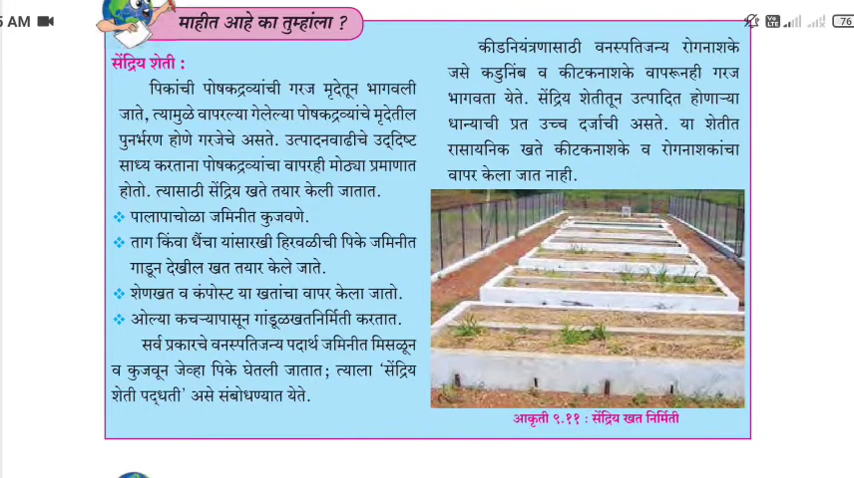 5 AM
76
माहीत आहे का तुम्हांला ?
सेंद्रिय शेती :
पिकांची पोषकद्रव्यांची गरज मृदेतून भागवली
जाते, त्यामुळे वापरल्या गेलेल्या पोषकद्रव्यांचे मृदेतील
पुनर्भरण होणे गरजेचे असते. उत्पादनवाढीचे उद्दिष्ट
साध्य करताना पोषकद्रव्यांचा वापरही मोठ्या प्रमाणात
होतो. त्यासाठी सेंद्रिय खते तयार केली जातात.
❖ पालापाचोळा जमिनीत कुजवणे.
❖ ताग किंवा धैंचा यांसारखी हिरवळीची पिके जमिनीत
गाडून देखील खत तयार केले जाते.
❖ शेणखत व कंपोस्ट या खतांचा वापर केला जातो.
❖ ओल्या कचऱ्यापासून गांडूळखतनिर्मिती करतात.
सर्व प्रकारचे वनस्पतिजन्य पदार्थ जमिनीत मिसळून
व कुजवून जेव्हा पिके घेतली जातात; त्याला ‘सेंद्रिय
शेती पद्धती’ असे संबोधण्यात येते.
कीडनियंत्रणासाठी वनस्पतिजन्य रोगनाशके
जसे कडुनिंब व कीटकनाशके वापरूनही गरज
भागवता येते. सेंद्रिय शेतीतून उत्पादित होणाऱ्या
धान्याची प्रत उच्च दर्जाची असते. या शेतीत
रासायनिक खते कीटकनाशके व रोगनाशकांचा
वापर केला जात नाही.
आकृती ९.११ : सेंद्रिय खत निर्मिती